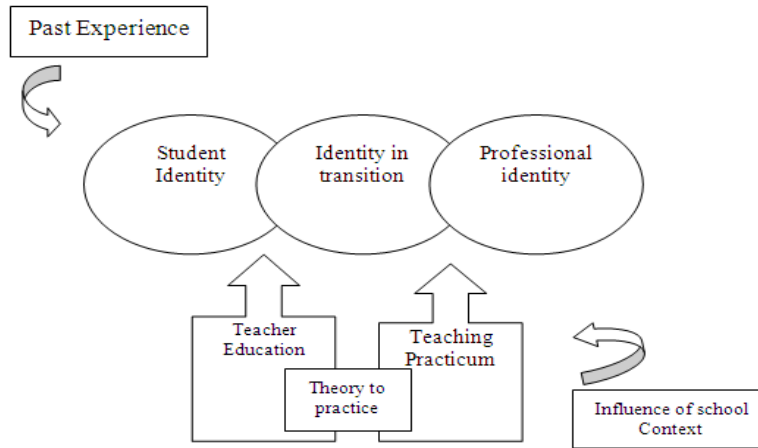 Past Experience
Student
Identity
Identity in
transition
Professional
identity
Teacher
Education
Teaching
Practicum
Theory to
practice
Influence of school
Context